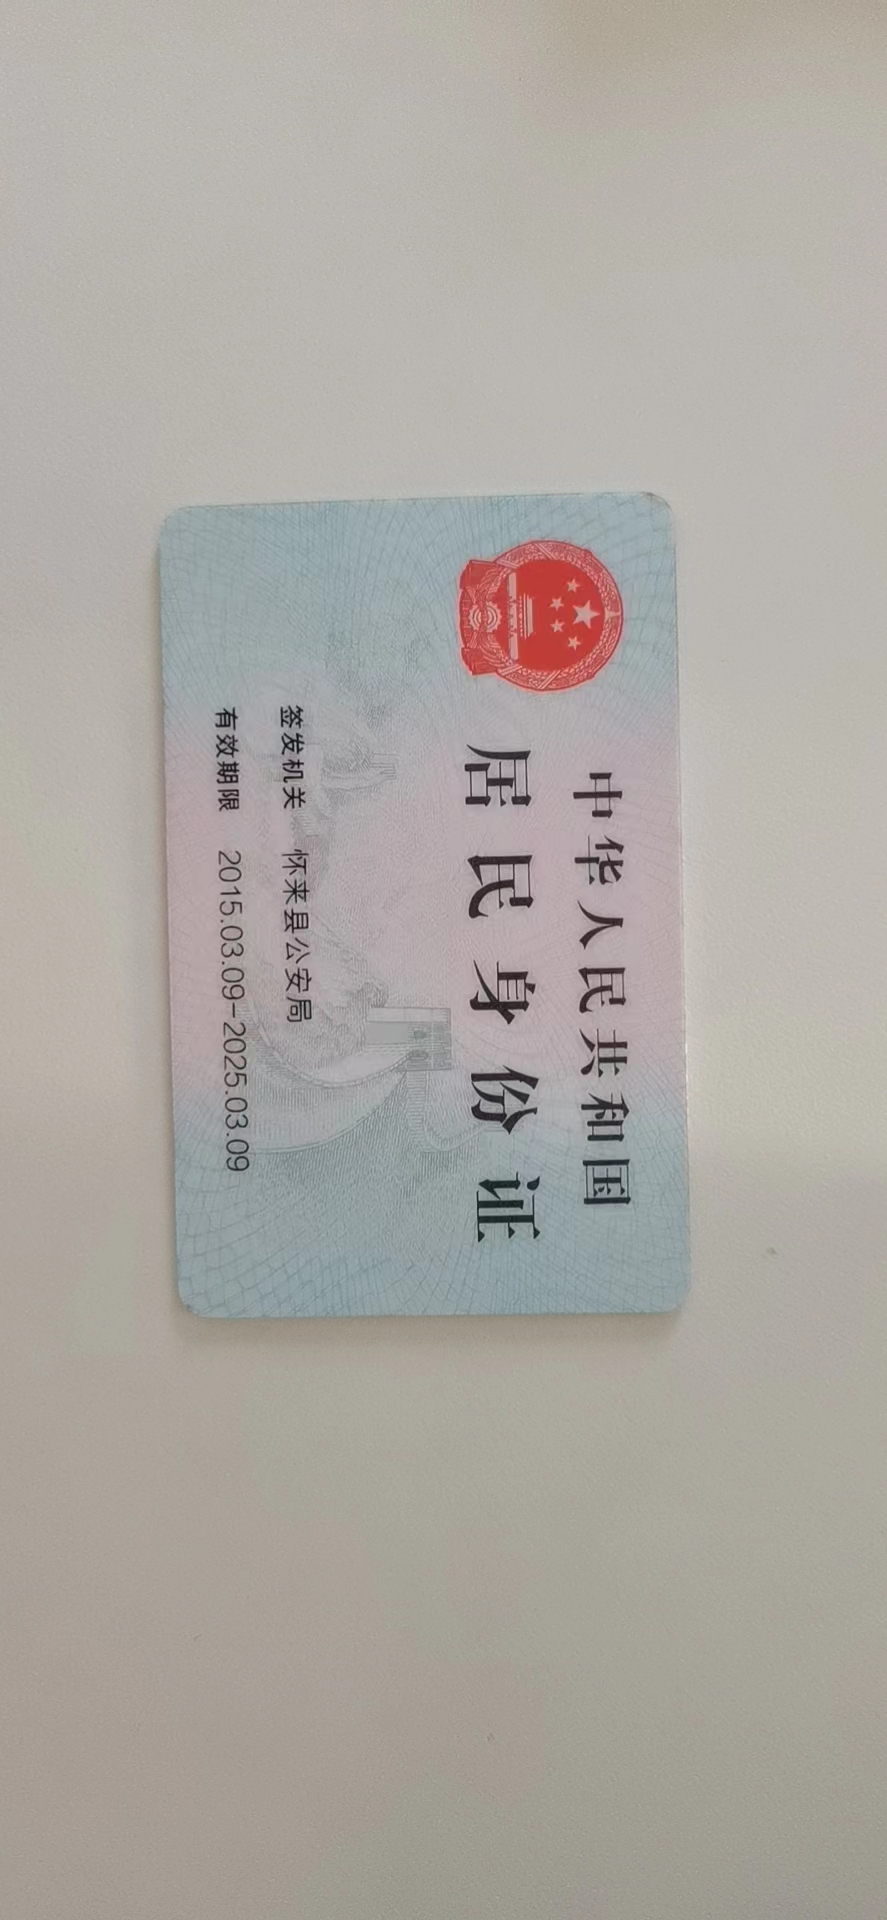 中华人民共和国
居民身份证
签发机关 怀来县公安局
有效期限 2015.03.09-2025.03.09